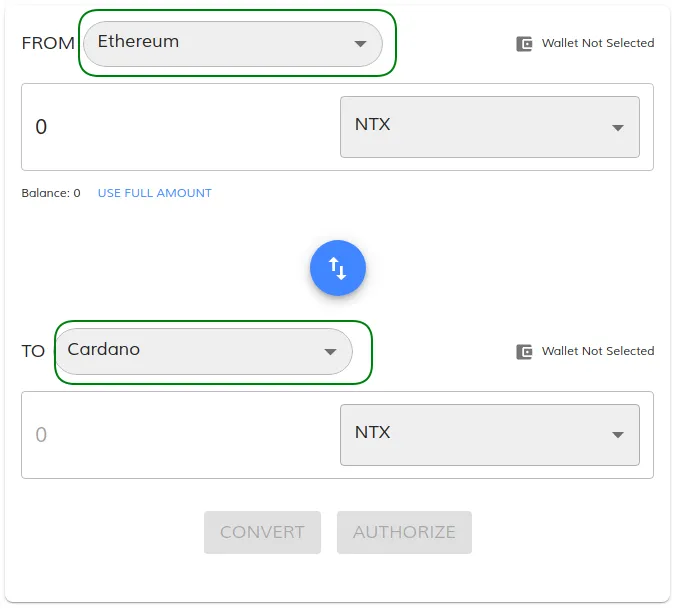 FROM Ethereum Wallet Not Selected
0 NTX
Balance: 0 USE FULL AMOUNT
TO Cardano Wallet Not Selected
0 NTX
CONVERT AUTHORIZE